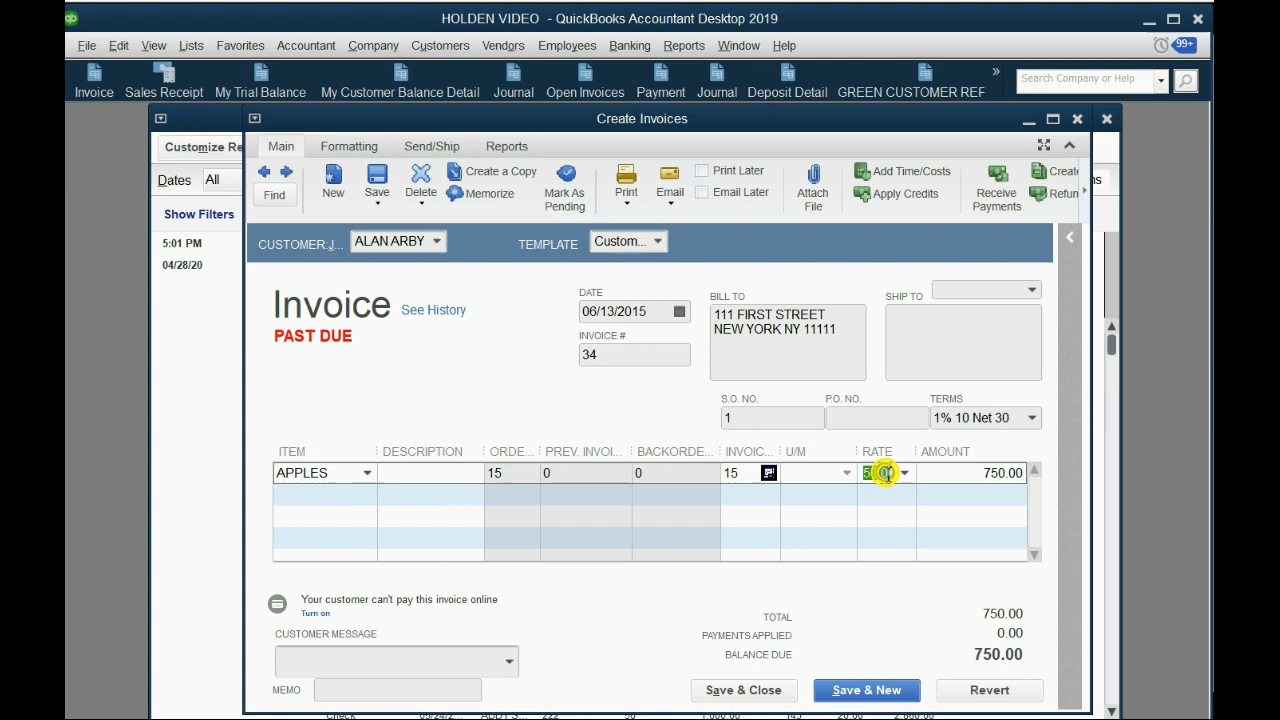 HOLDEN VIDEO - QuickBooks Accountant Desktop 2019
File Edit View Lists Favorites Accountant Company Customers Vendors Employees Banking Reports Window Help
99+
Invoice Sales Receipt My Trial Balance My Customer Balance Detail Journal Open Invoices Payment Journal Deposit Detail GREEN CUSTOMER REF » Search Company or Help
Create Invoices
Customize Re
Main Formatting Send/Ship Reports
Dates All
Find New Save Delete Create a Copy Memorize Mark As Pending Print Email Print Later Email Later Attach File Add Time/Costs Apply Credits Receive Payments Create Refun ns
Show Filters
5:01 PM
04/28/20
CUSTOMER:J... ALAN ARBY TEMPLATE Custom...
Invoice See History
PAST DUE
DATE
06/13/2015
INVOICE #
34
BILL TO
111 FIRST STREET
NEW YORK NY 11111
SHIP TO
S.O. NO. P.O. NO. TERMS
1 1% 10 Net 30
ITEM DESCRIPTION ORDE... PREV. INVOI... BACKORDE... INVOIC... U/M RATE AMOUNT
APPLES 15 0 0 15 750.00
Your customer can't pay this invoice online
Turn on
TOTAL 750.00
PAYMENTS APPLIED 0.00
BALANCE DUE 750.00
CUSTOMER MESSAGE
MEMO
Save & Close Save & New Revert